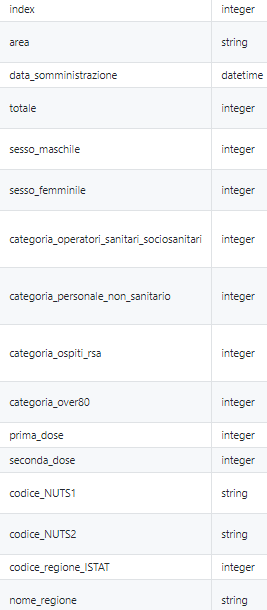 index integer
area string
data_somministrazione datetime
totale integer
sesso_maschile integer
sesso_femminile integer
categoria_operatori_sanitari_sociosanitari integer
categoria_personale_non_sanitario integer
categoria_ospiti_rsa integer
categoria_over80 integer
prima_dose integer
seconda_dose integer
codice_NUTS1 string
codice_NUTS2 string
codice_regione_ISTAT integer
nome_regione string